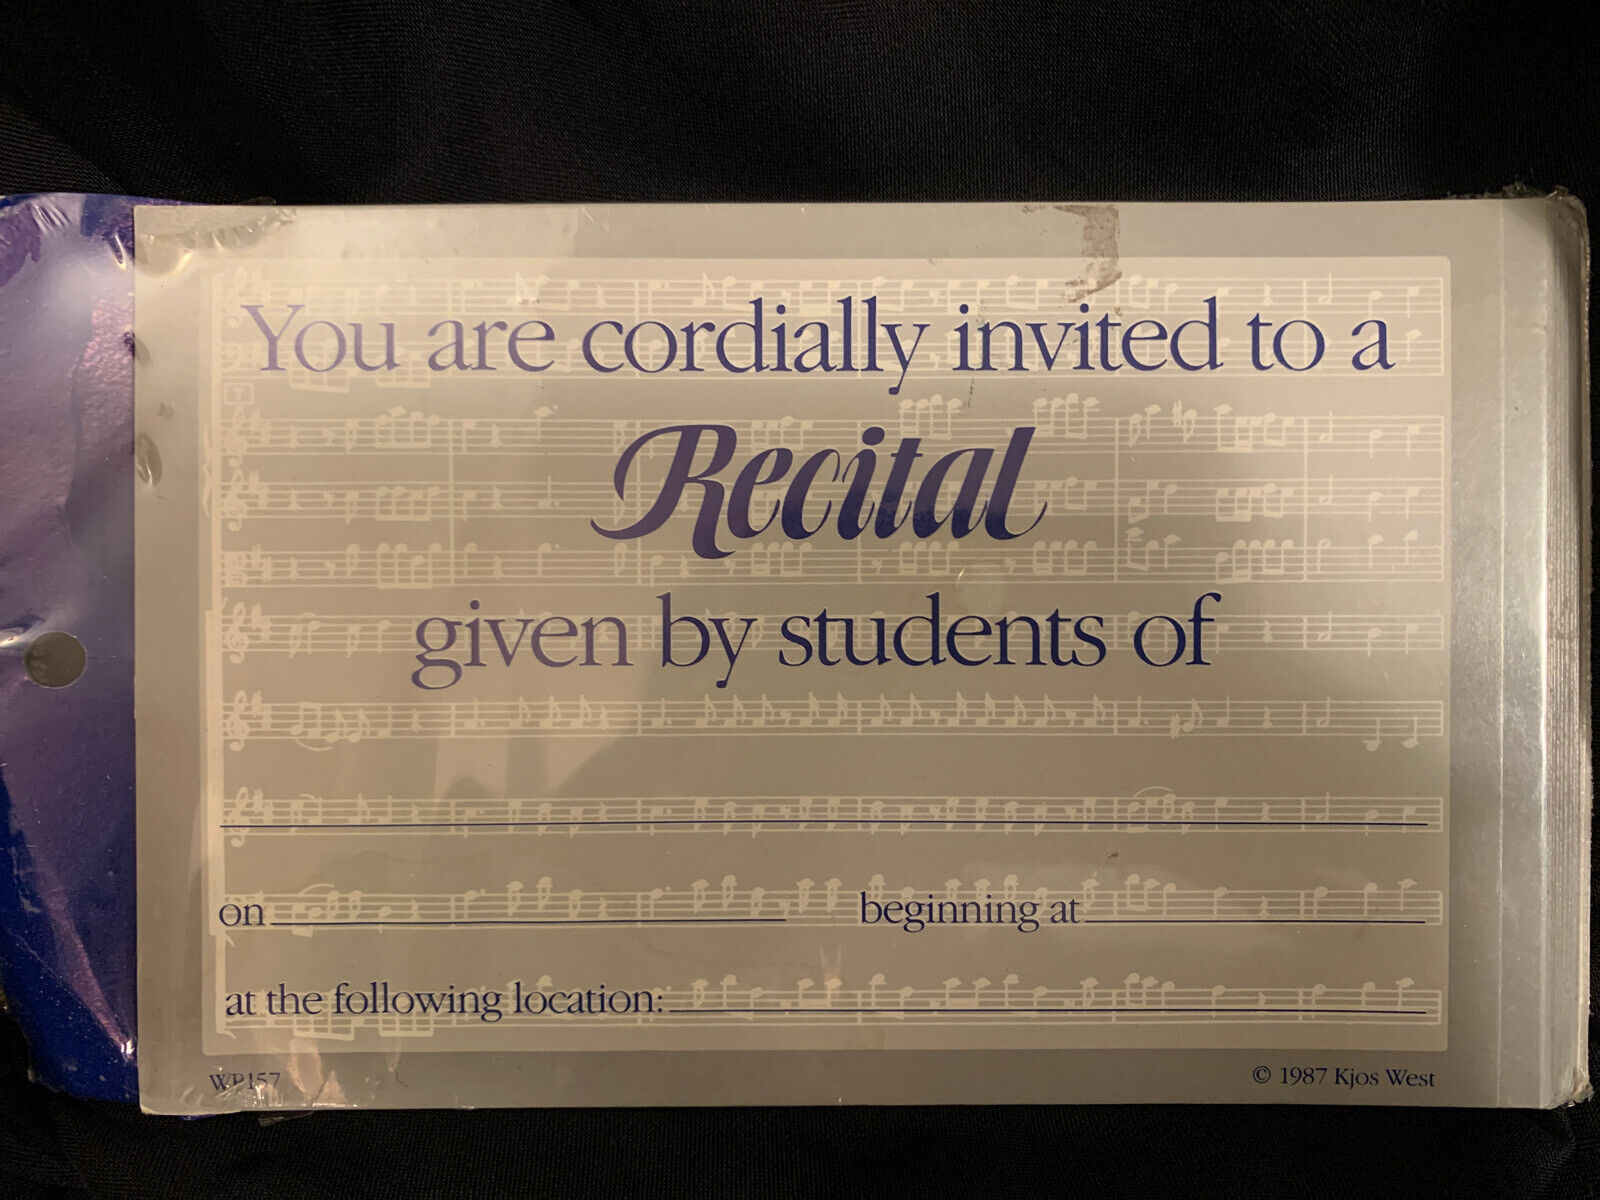 You are cordially invited to a
Recital
given by students of
on beginning at
at the following location:
WP157 © 1987 Kjos West